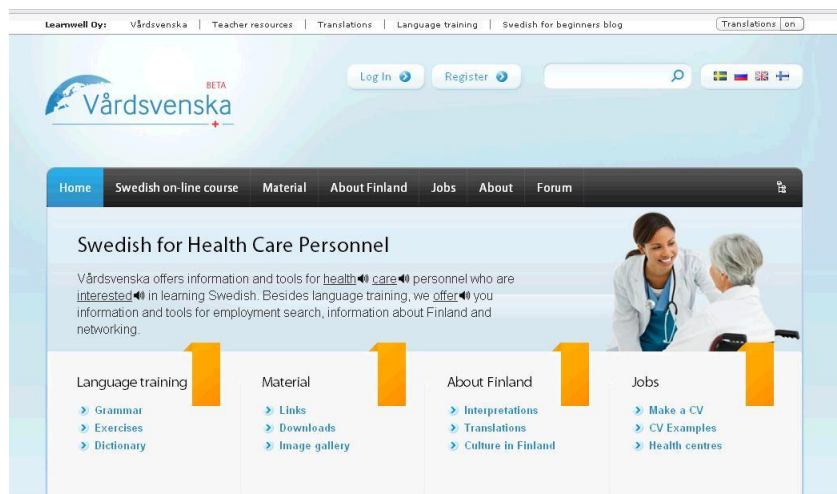 Learnwell Oy: Vårdsvenska | Teacher resources | Translations | Language training | Swedish for beginners blog Translations on
Log In Register
BETA
Vårdsvenska
Home Swedish on-line course Material About Finland Jobs About Forum
Swedish for Health Care Personnel
Vårdsvenska offers information and tools for health care personnel who are
interested in learning Swedish. Besides language training, we offer you
information and tools for employment search, information about Finland and
networking.
Language training Material About Finland Jobs
Grammar Links Interpretations Make a CV
Exercises Downloads Translations CV Examples
Dictionary Image gallery Culture in Finland Health centres